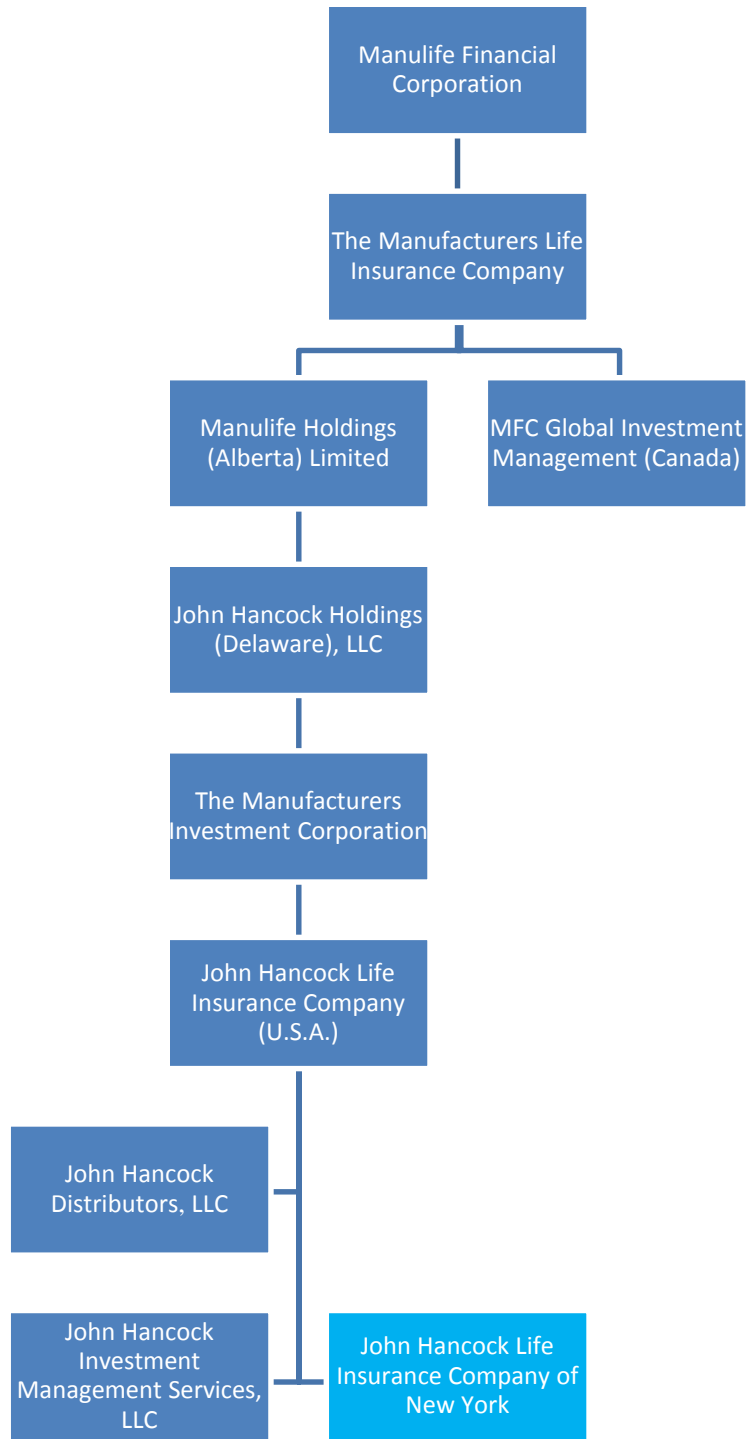 Manulife Financial
Corporation
The Manufacturers Life
Insurance Company
Manulife Holdings
(Alberta) Limited
MFC Global Investment
Management (Canada)
John Hancock Holdings
(Delaware), LLC
The Manufacturers
Investment Corporation
John Hancock Life
Insurance Company
(U.S.A.)
John Hancock
Distributors, LLC
John Hancock
Investment
Management Services,
LLC
John Hancock Life
Insurance Company of
New York